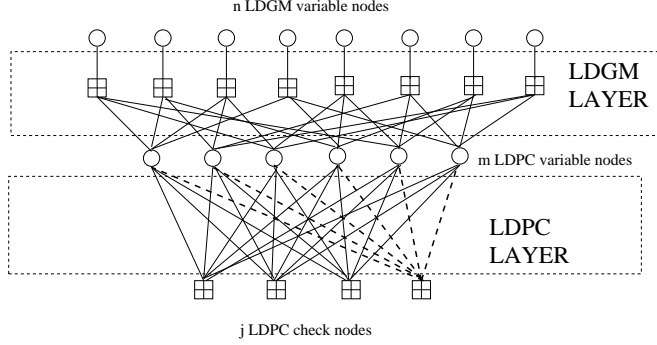 n LDGM variable nodes
LDGM
LAYER
m LDPC variable nodes
LDPC
LAYER
j LDPC check nodes